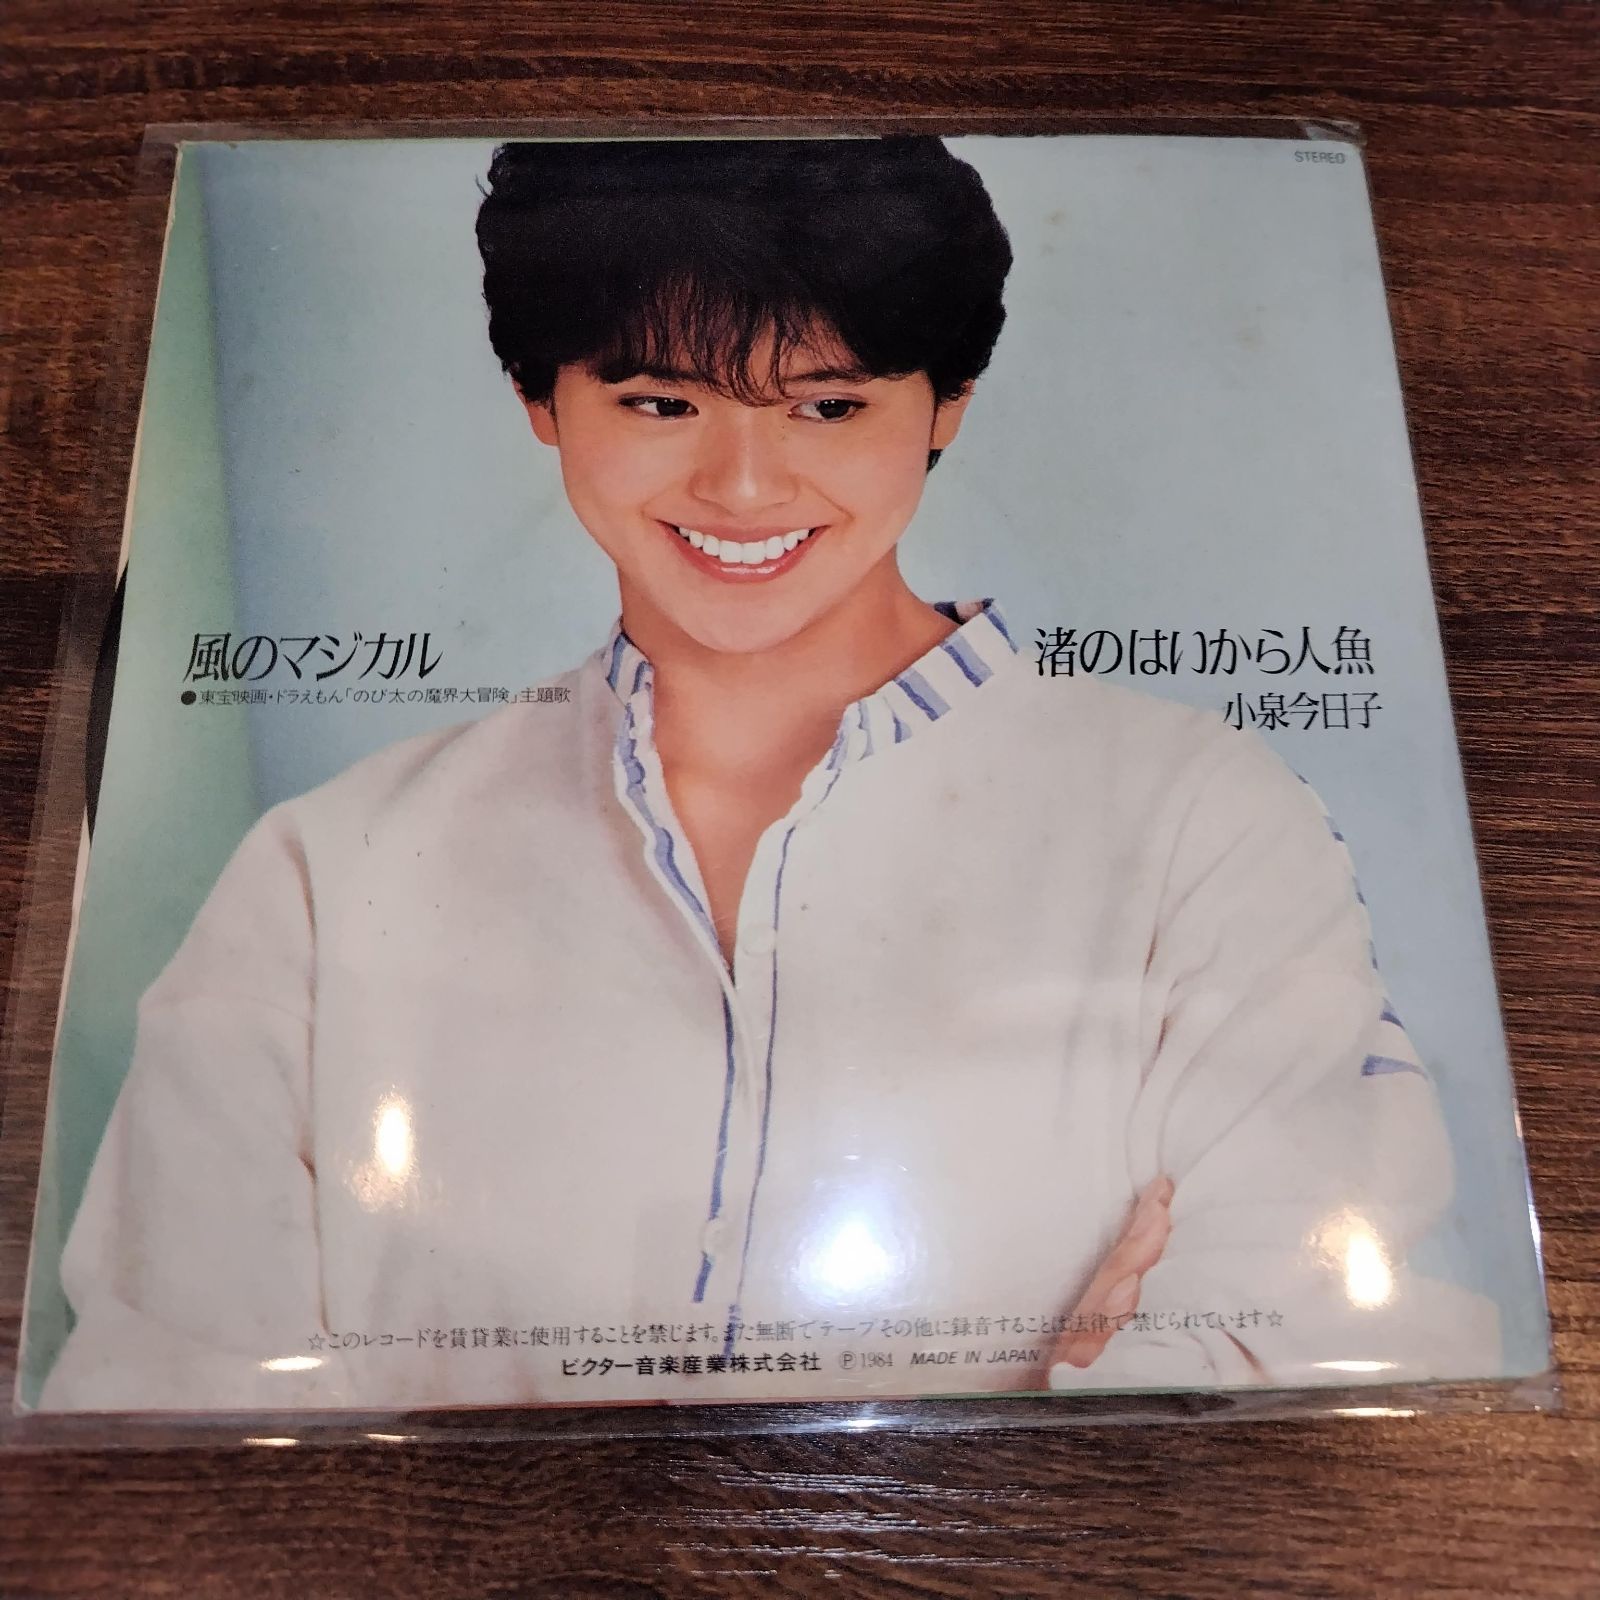 STEREO
風のマジカル
●東宝映画・ドラえもん「のび太の魔界大冒険」主題歌
渚のはいから人魚
小泉今日子
☆このレコードを賃貸業に使用することを禁じます。また無断でテープその他に録音することは法律で禁じられています☆
ビクター音楽産業株式会社 Ⓟ1984 MADE IN JAPAN